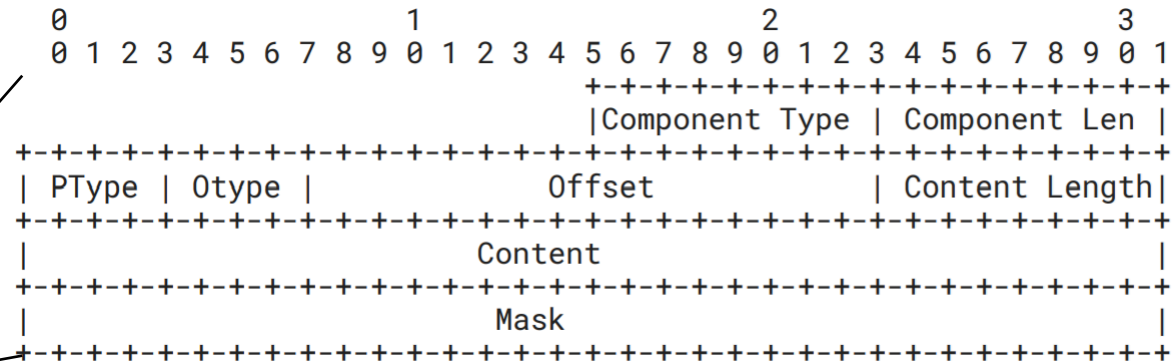 0                   1                   2                   3
0 1 2 3 4 5 6 7 8 9 0 1 2 3 4 5 6 7 8 9 0 1 2 3 4 5 6 7 8 9 0 1
+-+-+-+-+-+-+-+-+-+-+-+-+-+-+-+-+
|Component Type | Component Len |
+-+-+-+-+-+-+-+-+-+-+-+-+-+-+-+-+-+-+-+-+-+-+-+-+-+-+-+-+-+-+-+-+
| PType | Otype |             Offset            | Content Length|
+-+-+-+-+-+-+-+-+-+-+-+-+-+-+-+-+-+-+-+-+-+-+-+-+-+-+-+-+-+-+-+-+
|                         Content                               |
+-+-+-+-+-+-+-+-+-+-+-+-+-+-+-+-+-+-+-+-+-+-+-+-+-+-+-+-+-+-+-+-+
|                          Mask                                 |
+-+-+-+-+-+-+-+-+-+-+-+-+-+-+-+-+-+-+-+-+-+-+-+-+-+-+-+-+-+-+-+-+